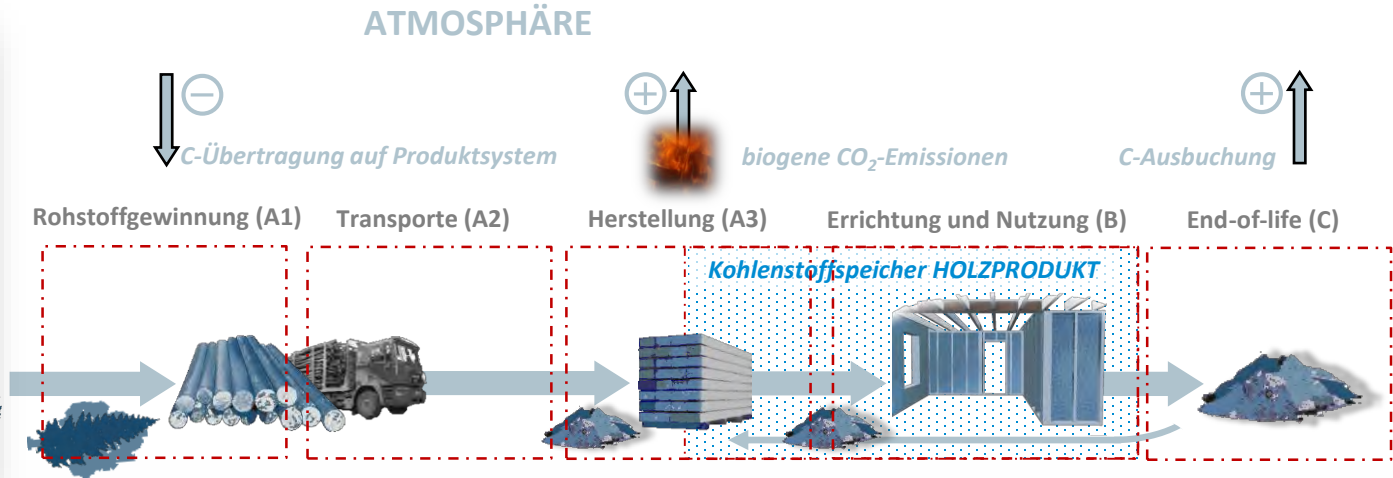 ATMOSPHÄRE
C-Übertragung auf Produktsystem
biogene CO₂-Emissionen
C-Ausbuchung
Rohstoffgewinnung (A1)
Transporte (A2)
Herstellung (A3)
Errichtung und Nutzung (B)
End-of-life (C)
Kohlenstoffspeicher HOLZPRODUKT